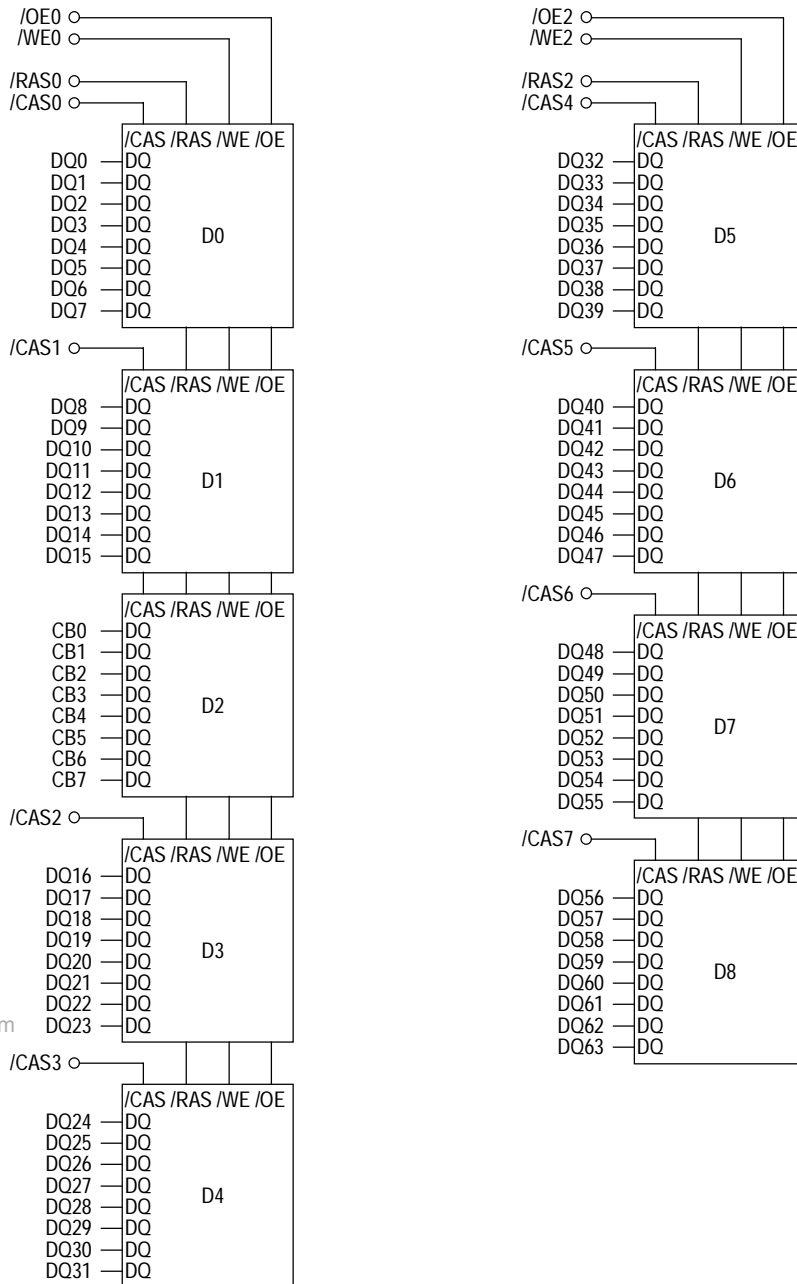 /OE0
/WE0
/RAS0
/CAS0
/CAS /RAS /WE /OE
DQ0 DQ
DQ1 DQ
DQ2 DQ
DQ3 DQ
D0
DQ4 DQ
DQ5 DQ
DQ6 DQ
DQ7 DQ
/CAS1
/CAS /RAS /WE /OE
DQ8 DQ
DQ9 DQ
DQ10 DQ
DQ11 DQ
D1
DQ12 DQ
DQ13 DQ
DQ14 DQ
DQ15 DQ
/CAS /RAS /WE /OE
CB0 DQ
CB1 DQ
CB2 DQ
CB3 DQ
D2
CB4 DQ
CB5 DQ
CB6 DQ
CB7 DQ
/CAS2
/CAS /RAS /WE /OE
DQ16 DQ
DQ17 DQ
DQ18 DQ
DQ19 DQ
D3
DQ20 DQ
DQ21 DQ
DQ22 DQ
m DQ23 DQ
/CAS3
/CAS /RAS /WE /OE
DQ24 DQ
DQ25 DQ
DQ26 DQ
DQ27 DQ
D4
DQ28 DQ
DQ29 DQ
DQ30 DQ
DQ31 DQ
/OE2
/WE2
/RAS2
/CAS4
/CAS /RAS /WE /OE
DQ32 DQ
DQ33 DQ
DQ34 DQ
DQ35 DQ
D5
DQ36 DQ
DQ37 DQ
DQ38 DQ
DQ39 DQ
/CAS5
/CAS /RAS /WE /OE
DQ40 DQ
DQ41 DQ
DQ42 DQ
DQ43 DQ
D6
DQ44 DQ
DQ45 DQ
DQ46 DQ
DQ47 DQ
/CAS6
/CAS /RAS /WE /OE
DQ48 DQ
DQ49 DQ
DQ50 DQ
DQ51 DQ
D7
DQ52 DQ
DQ53 DQ
DQ54 DQ
DQ55 DQ
/CAS7
/CAS /RAS /WE /OE
DQ56 DQ
DQ57 DQ
DQ58 DQ
DQ59 DQ
D8
DQ60 DQ
DQ61 DQ
DQ62 DQ
DQ63 DQ